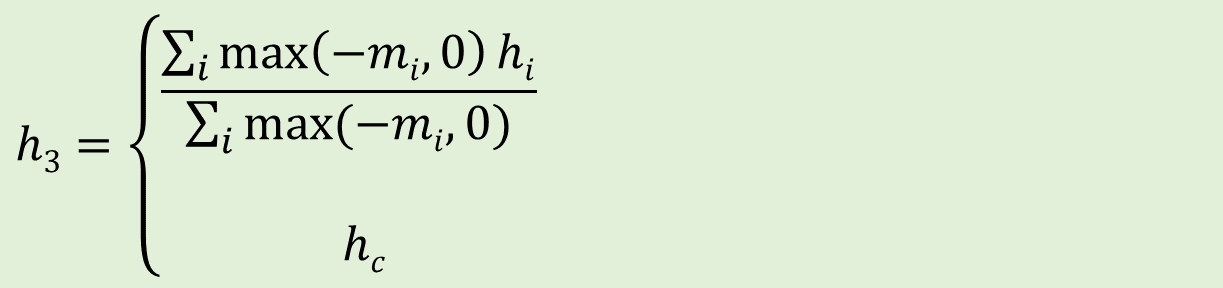 h₃ = { (∑ᵢ max(−mᵢ, 0) hᵢ) / (∑ᵢ max(−mᵢ, 0))
h_c